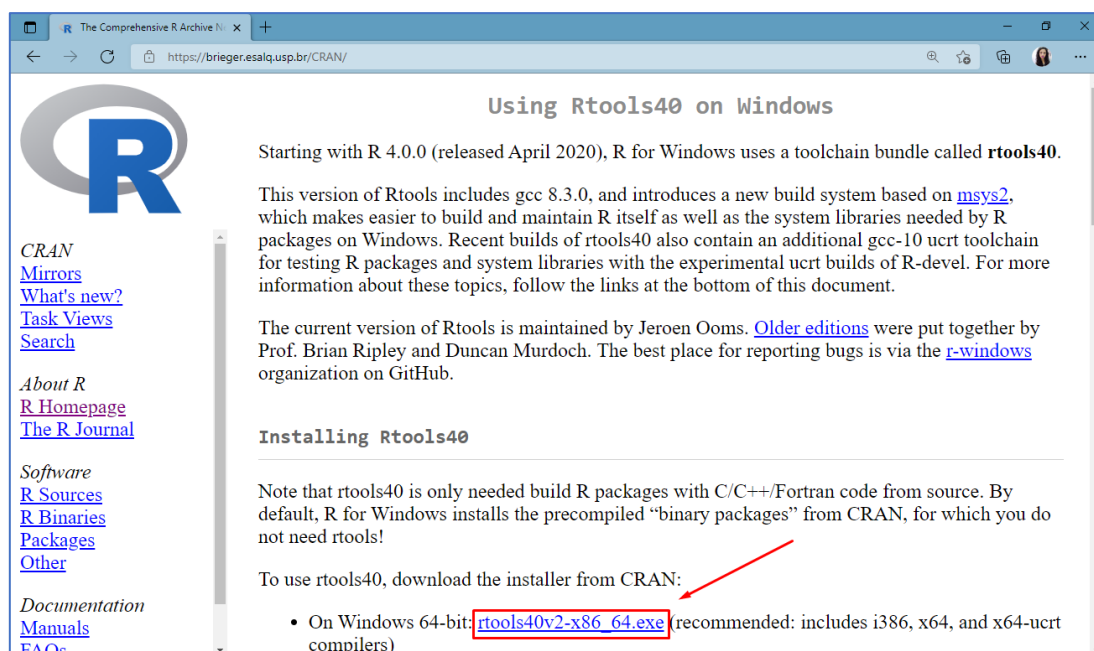 The Comprehensive R Archive N
https://brieger.esalq.usp.br/CRAN/
R
CRAN
Mirrors
What's new?
Task Views
Search
About R
R Homepage
The R Journal
Software
R Sources
R Binaries
Packages
Other
Documentation
Manuals
FAQs
Using Rtools40 on Windows
Starting with R 4.0.0 (released April 2020), R for Windows uses a toolchain bundle called rtools40.
This version of Rtools includes gcc 8.3.0, and introduces a new build system based on msys2,
which makes easier to build and maintain R itself as well as the system libraries needed by R
packages on Windows. Recent builds of rtools40 also contain an additional gcc-10 ucrt toolchain
for testing R packages and system libraries with the experimental ucrt builds of R-devel. For more
information about these topics, follow the links at the bottom of this document.
The current version of Rtools is maintained by Jeroen Ooms. Older editions were put together by
Prof. Brian Ripley and Duncan Murdoch. The best place for reporting bugs is via the r-windows
organization on GitHub.
Installing Rtools40
Note that rtools40 is only needed build R packages with C/C++/Fortran code from source. By
default, R for Windows installs the precompiled “binary packages” from CRAN, for which you do
not need rtools!
To use rtools40, download the installer from CRAN:
• On Windows 64-bit: rtools40v2-x86_64.exe (recommended: includes i386, x64, and x64-ucrt
compilers)